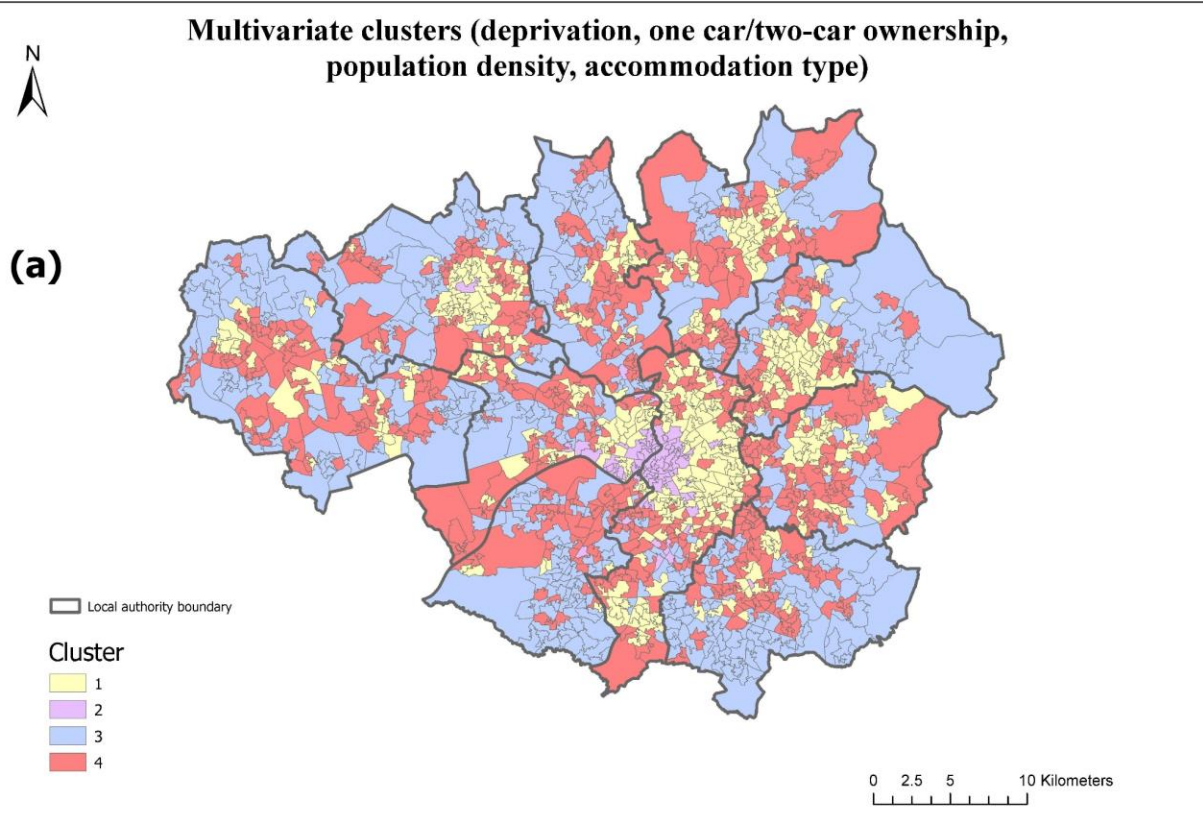 Multivariate clusters (deprivation, one car/two-car ownership,
population density, accommodation type)
N
(a)
Local authority boundary
Cluster
1
2
3
4
0 2.5 5 10 Kilometers